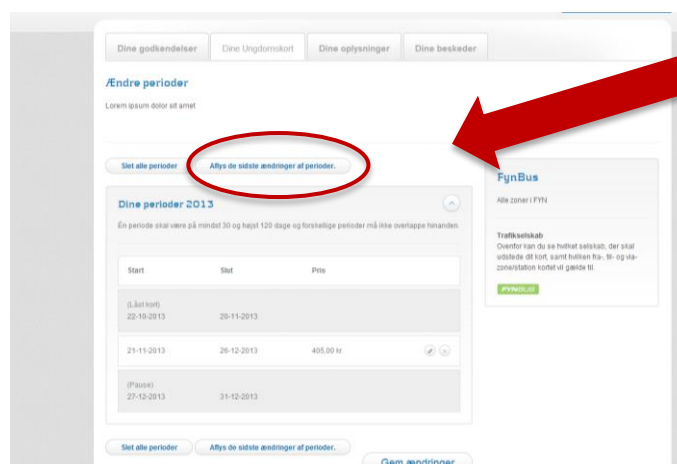 Dine godkendelser Dine Ungdomskort Dine oplysninger Dine beskeder
Ændre perioder
Lorem ipsum dolor sit amet
Slet alle perioder Aflys de sidste ændringer af perioder.
Dine perioder 2013
Én periode skal være på mindst 30 og højst 120 dage og forskellige perioder må ikke overlappe hinanden.
Start Slut Pris
(Låst kort)
22-10-2013 20-11-2013
21-11-2013 26-12-2013 405,00 kr.
(Pause)
27-12-2013 31-12-2013
Slet alle perioder Aflys de sidste ændringer af perioder.
Gem ændringer
FynBus
Alle zoner i FYN
Trafikselskab
Ovenfor kan du se hvilket selskab, der skal
udstede dit kort, samt hvilken fra-, til- og via-
zone/station kortet vil gælde til.
FYNBUS